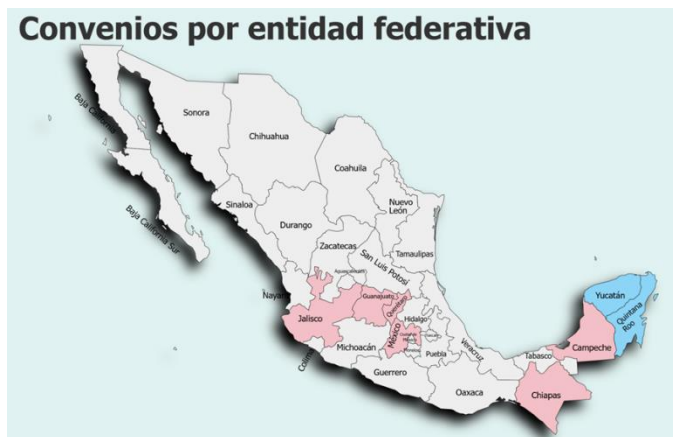 Convenios por entidad federativa
Baja California
Sonora
Chihuahua
Coahuila
Baja California Sur
Sinaloa
Nuevo
León
Durango
Zacatecas
San Luis Potosí
Tamaulipas
Aguascalientes
Nayarit
Guanajuato
Querétaro
Hidalgo
Jalisco
México
Colima
Michoacán
Puebla
Veracruz
Guerrero
Oaxaca
Tabasco
Chiapas
Campeche
Yucatán
Quintana
Roo